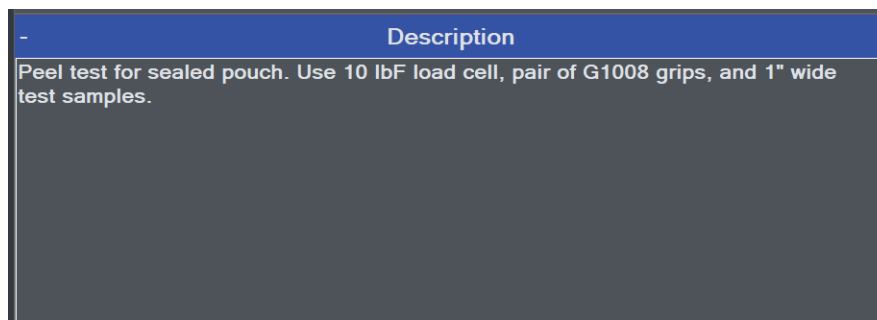 - Description
Peel test for sealed pouch. Use 10 lbF load cell, pair of G1008 grips, and 1" wide
test samples.